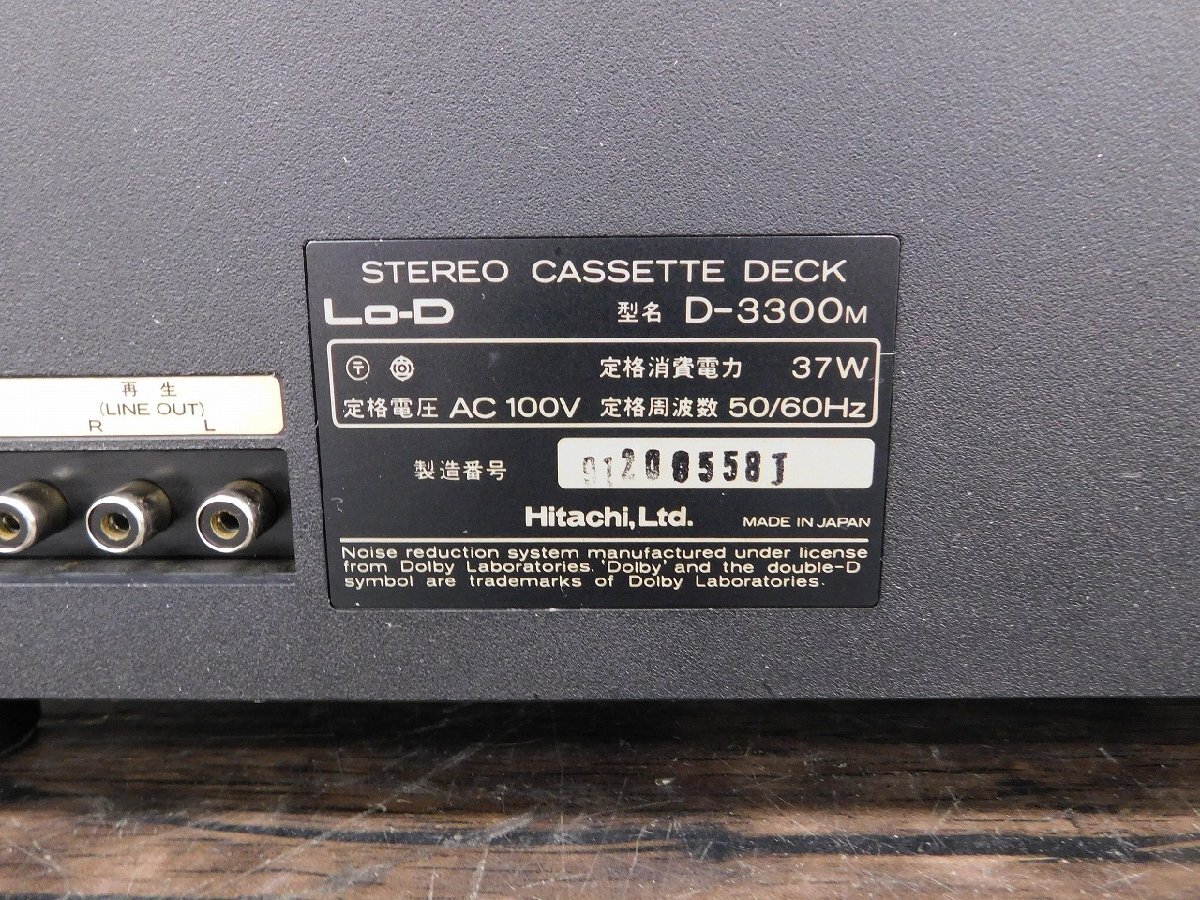 STEREO CASSETTE DECK
Lo-D 型名 D-3300M
〒 定格消費電力 37W
定格電圧 AC 100V 定格周波数 50/60Hz
製造番号 91208558J
Hitachi,Ltd. MADE IN JAPAN
Noise reduction system manufactured under license
from Dolby Laboratories. 'Dolby' and the double-D
symbol are trademarks of Dolby Laboratories.
再生
(LINE OUT)
R L